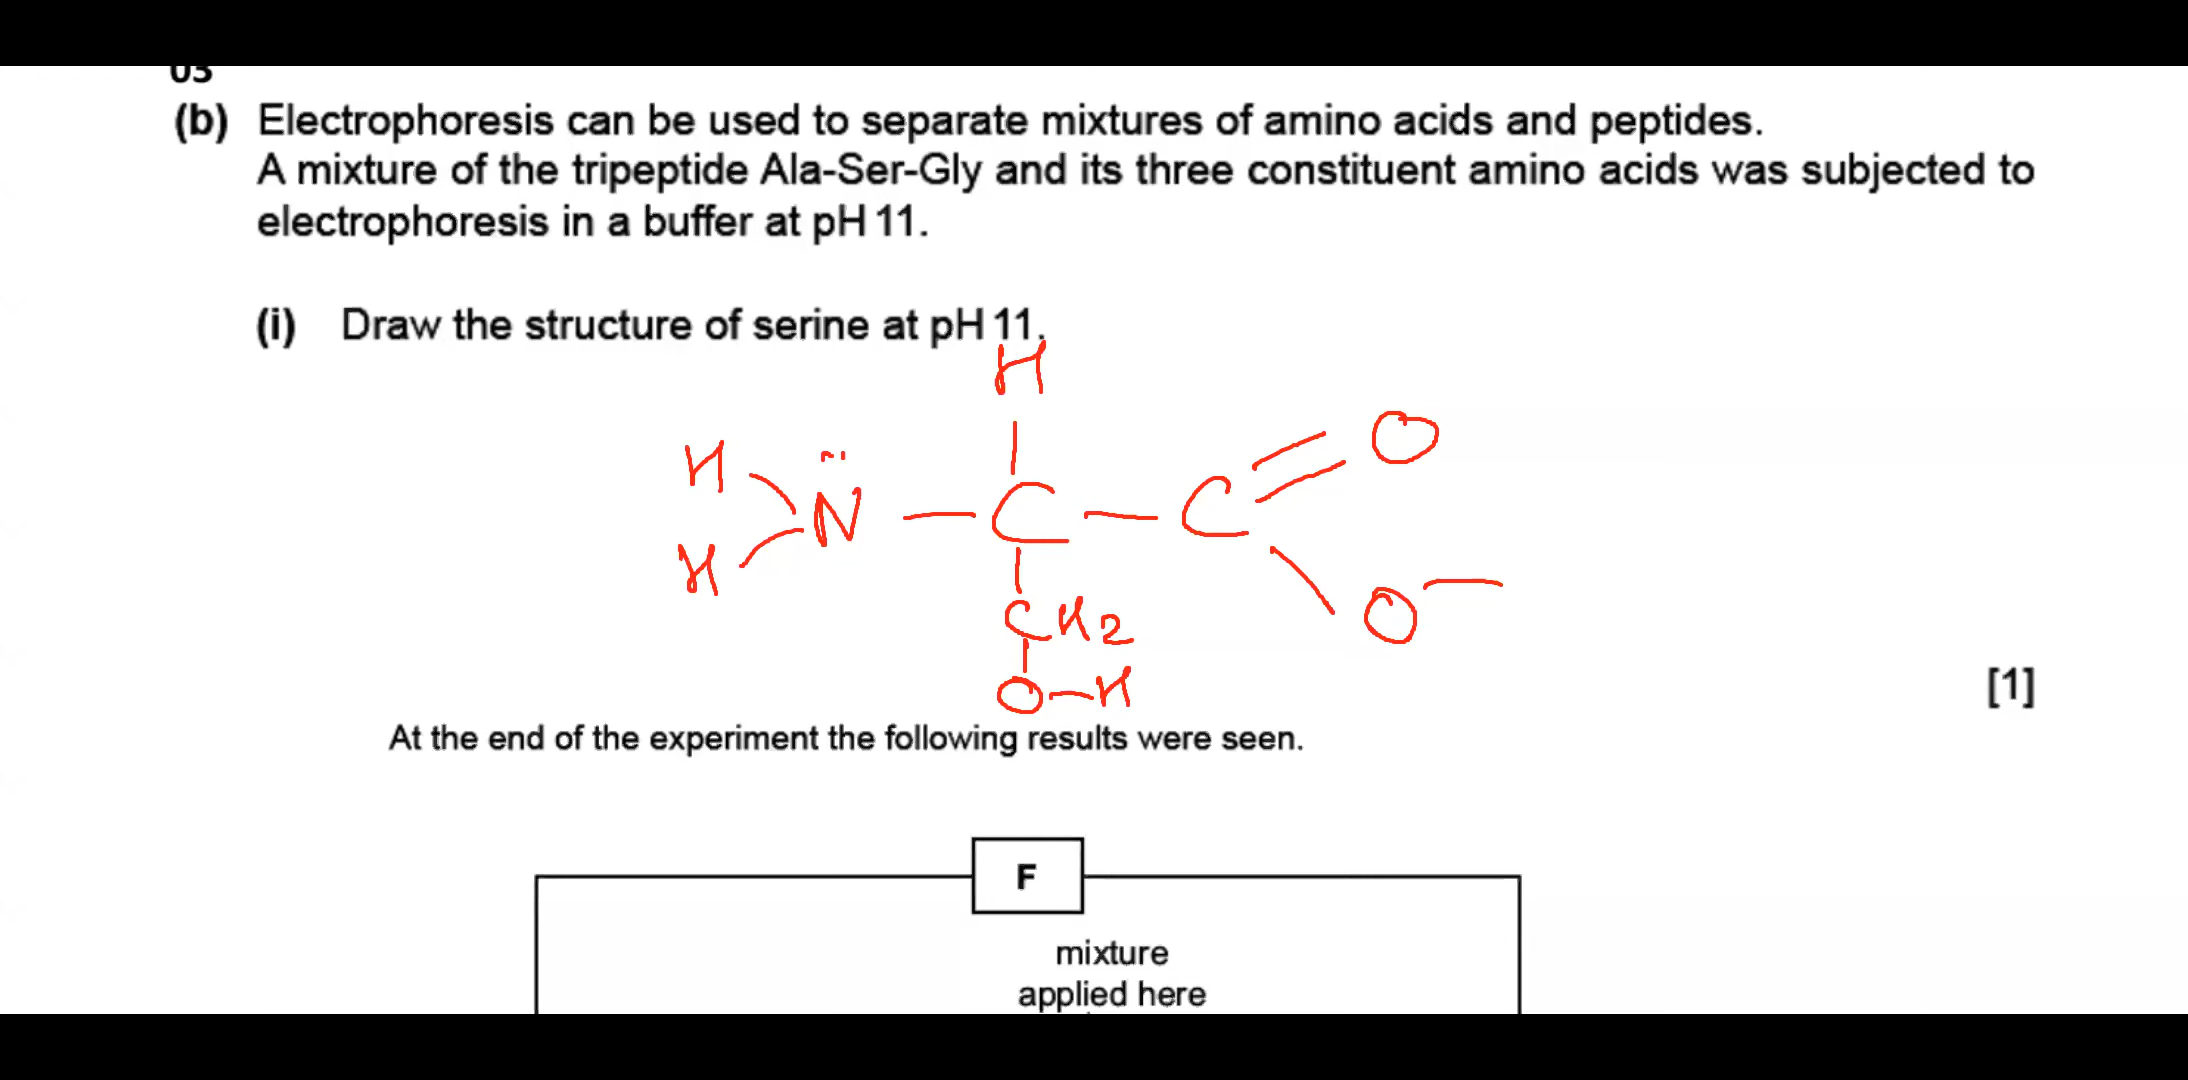 03
(b) Electrophoresis can be used to separate mixtures of amino acids and peptides.
A mixture of the tripeptide Ala-Ser-Gly and its three constituent amino acids was subjected to
electrophoresis in a buffer at pH 11.
(i) Draw the structure of serine at pH 11.
H
H O
N — C — C
H O⁻
CH2
O—H
[1]
At the end of the experiment the following results were seen.
F
mixture
applied here